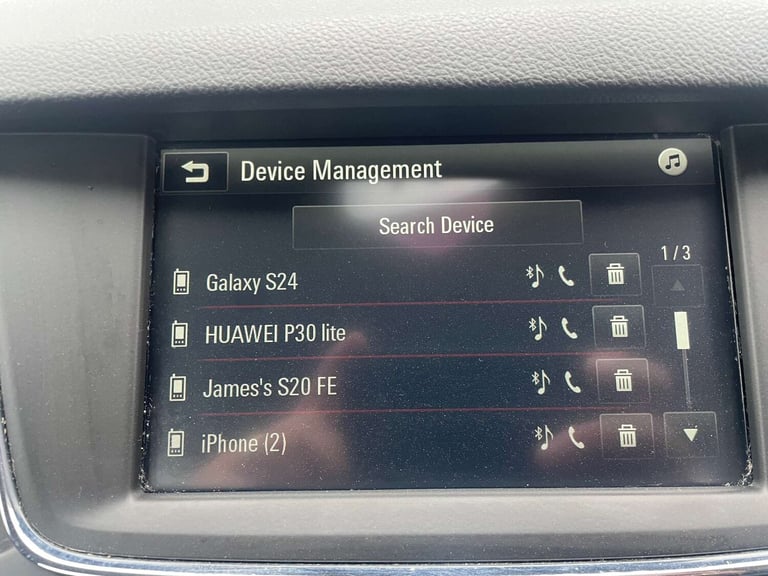 Device Management
Search Device
1 / 3
Galaxy S24
HUAWEI P30 lite
James's S20 FE
iPhone (2)